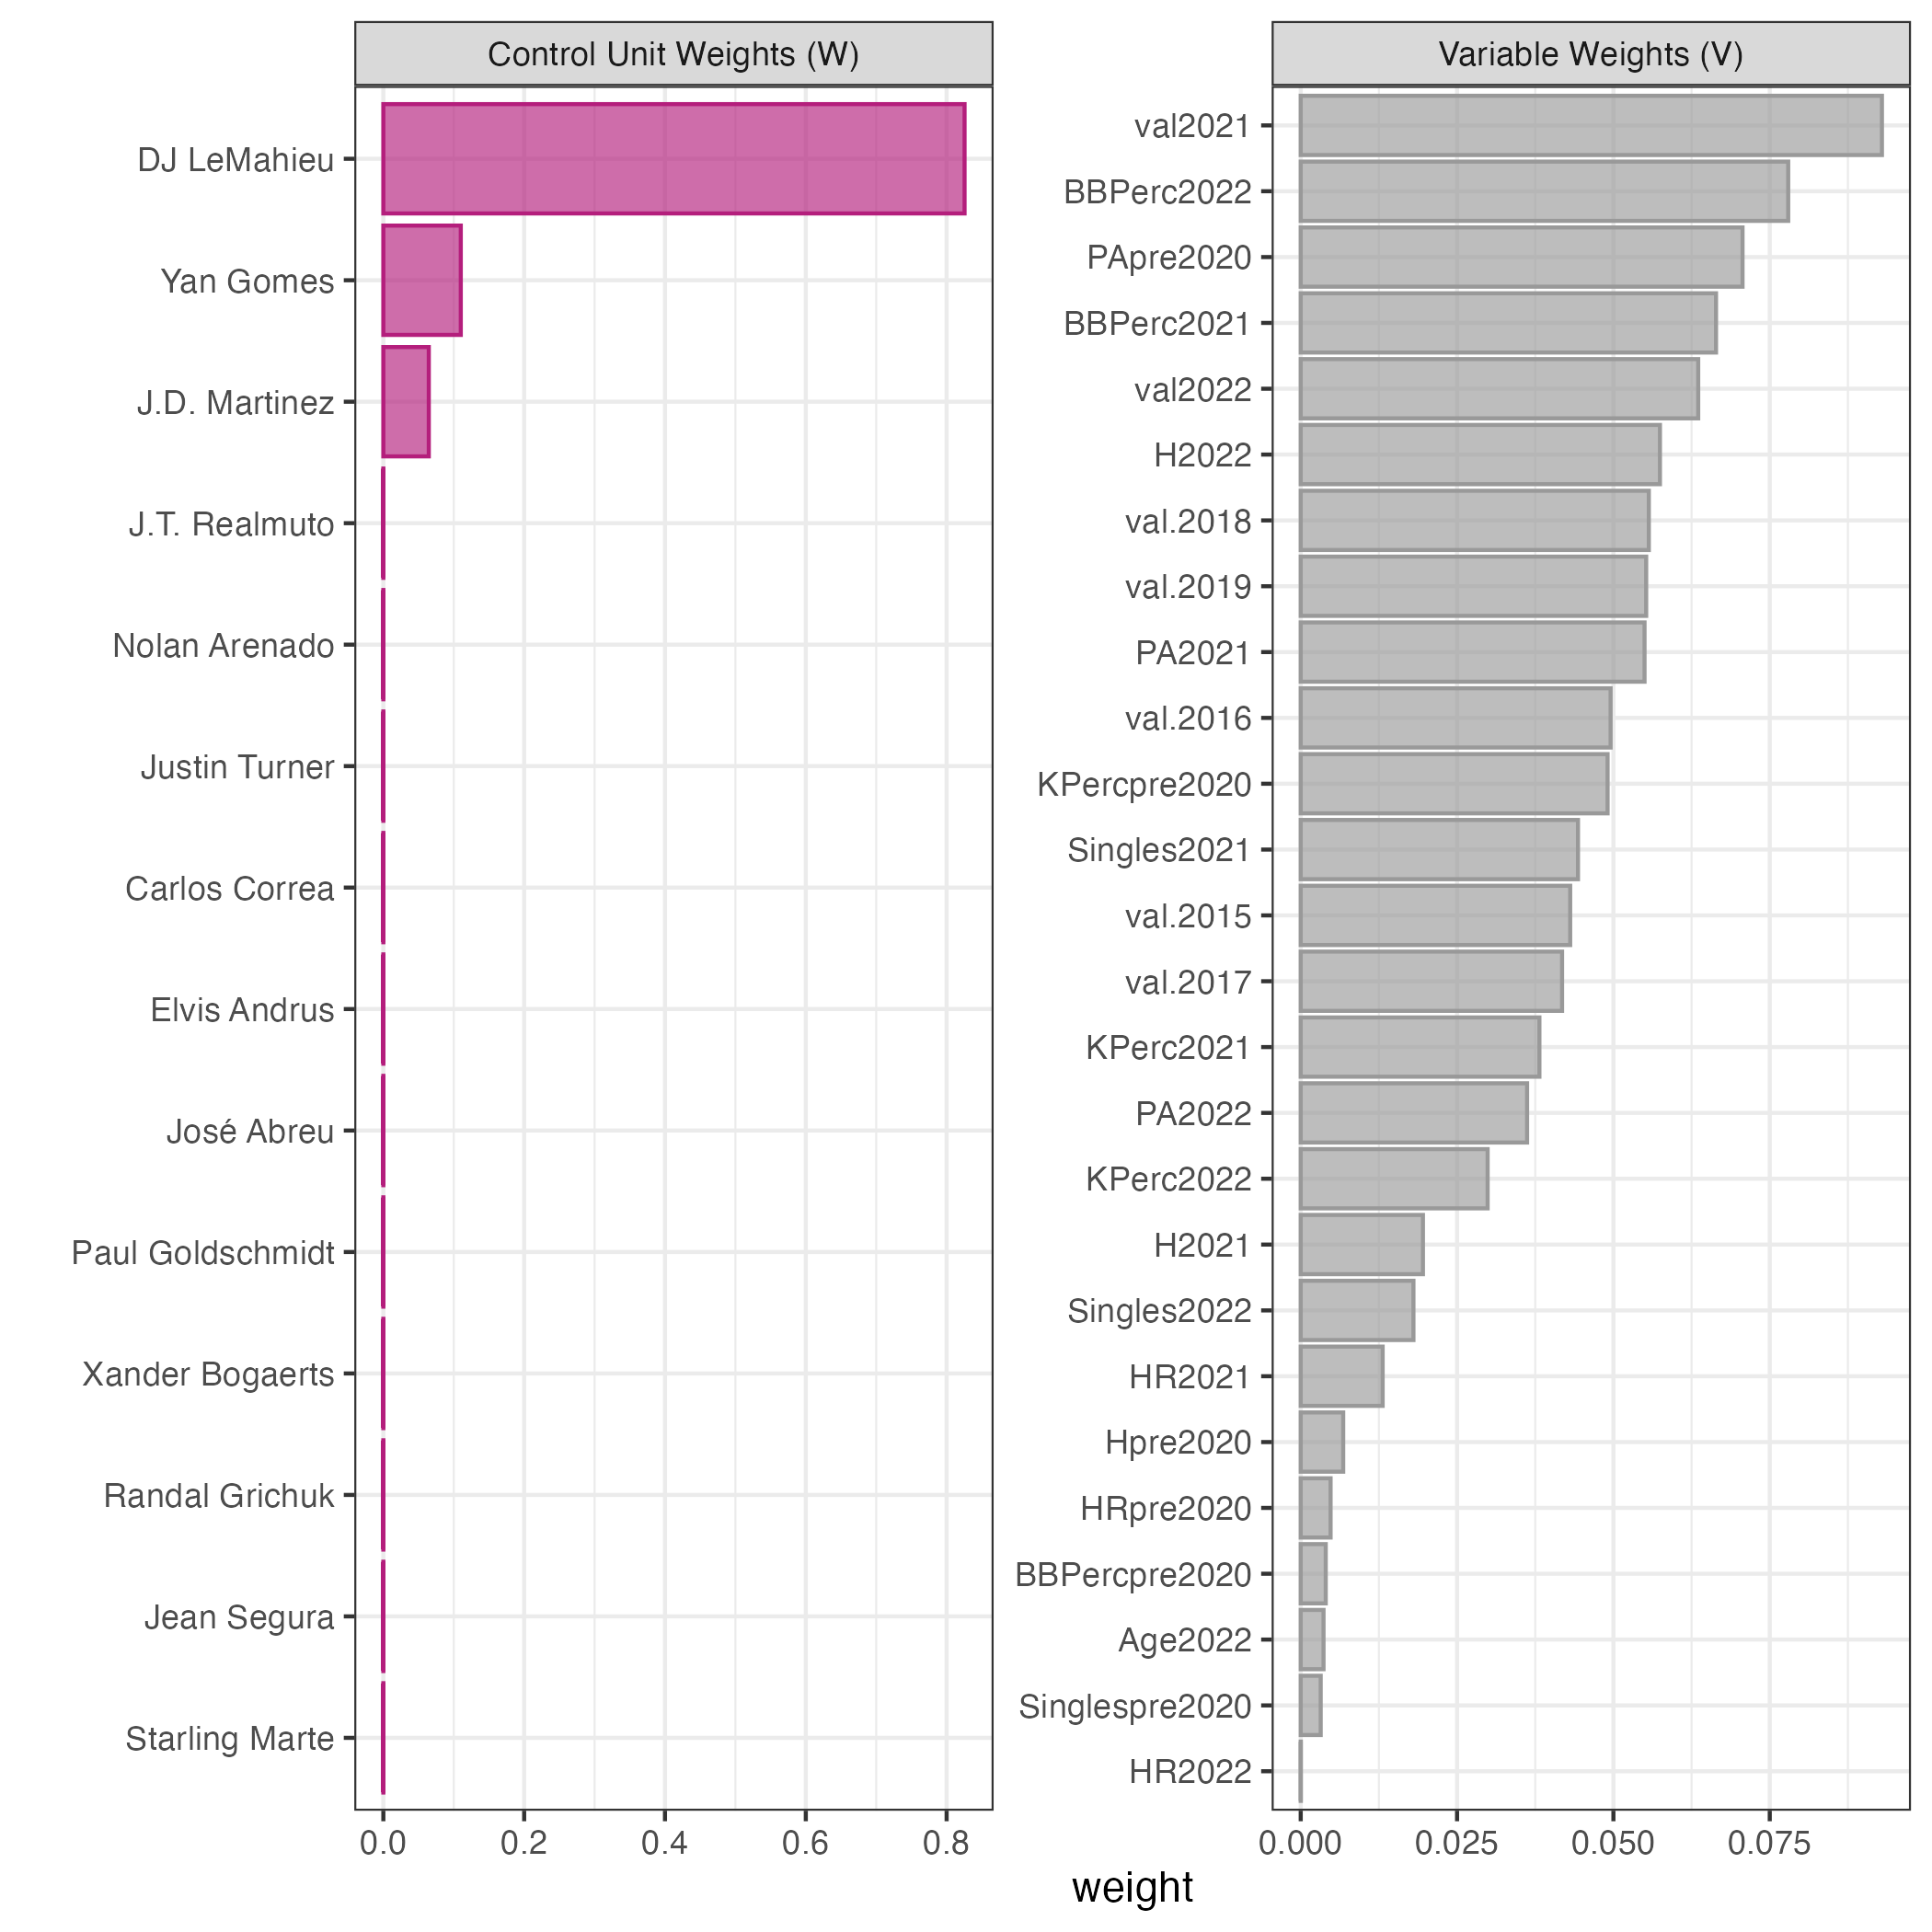 Control Unit Weights (W)
DJ LeMahieu
Yan Gomes
J.D. Martinez
J.T. Realmuto
Nolan Arenado
Justin Turner
Carlos Correa
Elvis Andrus
José Abreu
Paul Goldschmidt
Xander Bogaerts
Randal Grichuk
Jean Segura
Starling Marte
0.0 0.2 0.4 0.6 0.8
Variable Weights (V)
val2021
BBPerc2022
PApre2020
BBPerc2021
val2022
H2022
val.2018
val.2019
PA2021
val.2016
KPercpre2020
Singles2021
val.2015
val.2017
KPerc2021
PA2022
KPerc2022
H2021
Singles2022
HR2021
Hpre2020
HRpre2020
BBPercpre2020
Age2022
Singlespre2020
HR2022
0.000 0.025 0.050 0.075
weight